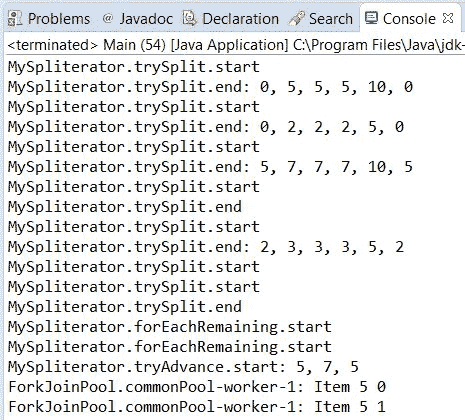 Problems @ Javadoc Declaration Search Console
<terminated> Main (54) [Java Application] C:\Program Files\Java\jdk-
MySpliterator.trySplit.start
MySpliterator.trySplit.end: 0, 5, 5, 5, 10, 0
MySpliterator.trySplit.start
MySpliterator.trySplit.end: 0, 2, 2, 2, 5, 0
MySpliterator.trySplit.start
MySpliterator.trySplit.end: 5, 7, 7, 7, 10, 5
MySpliterator.trySplit.start
MySpliterator.trySplit.end
MySpliterator.trySplit.start
MySpliterator.trySplit.end: 2, 3, 3, 3, 5, 2
MySpliterator.trySplit.start
MySpliterator.trySplit.start
MySpliterator.trySplit.end
MySpliterator.forEachRemaining.start
MySpliterator.forEachRemaining.start
MySpliterator.tryAdvance.start: 5, 7, 5
ForkJoinPool.commonPool-worker-1: Item 5 0
ForkJoinPool.commonPool-worker-1: Item 5 1